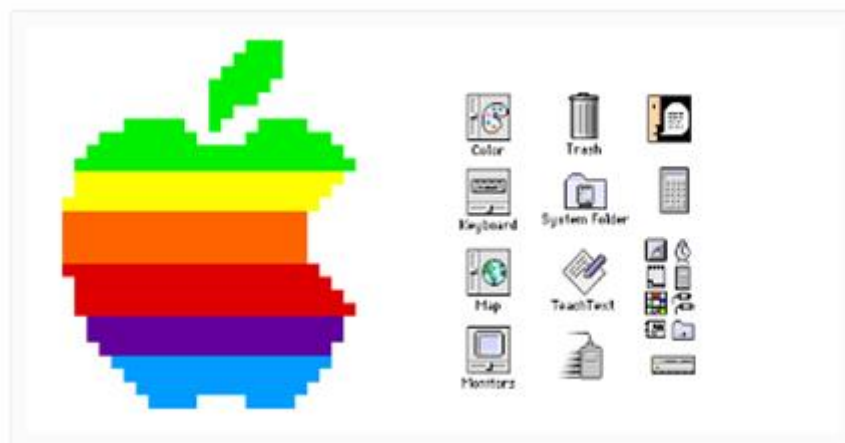 Color
Trash
Keyboard
System Folder
Map
TeachText
Monitors